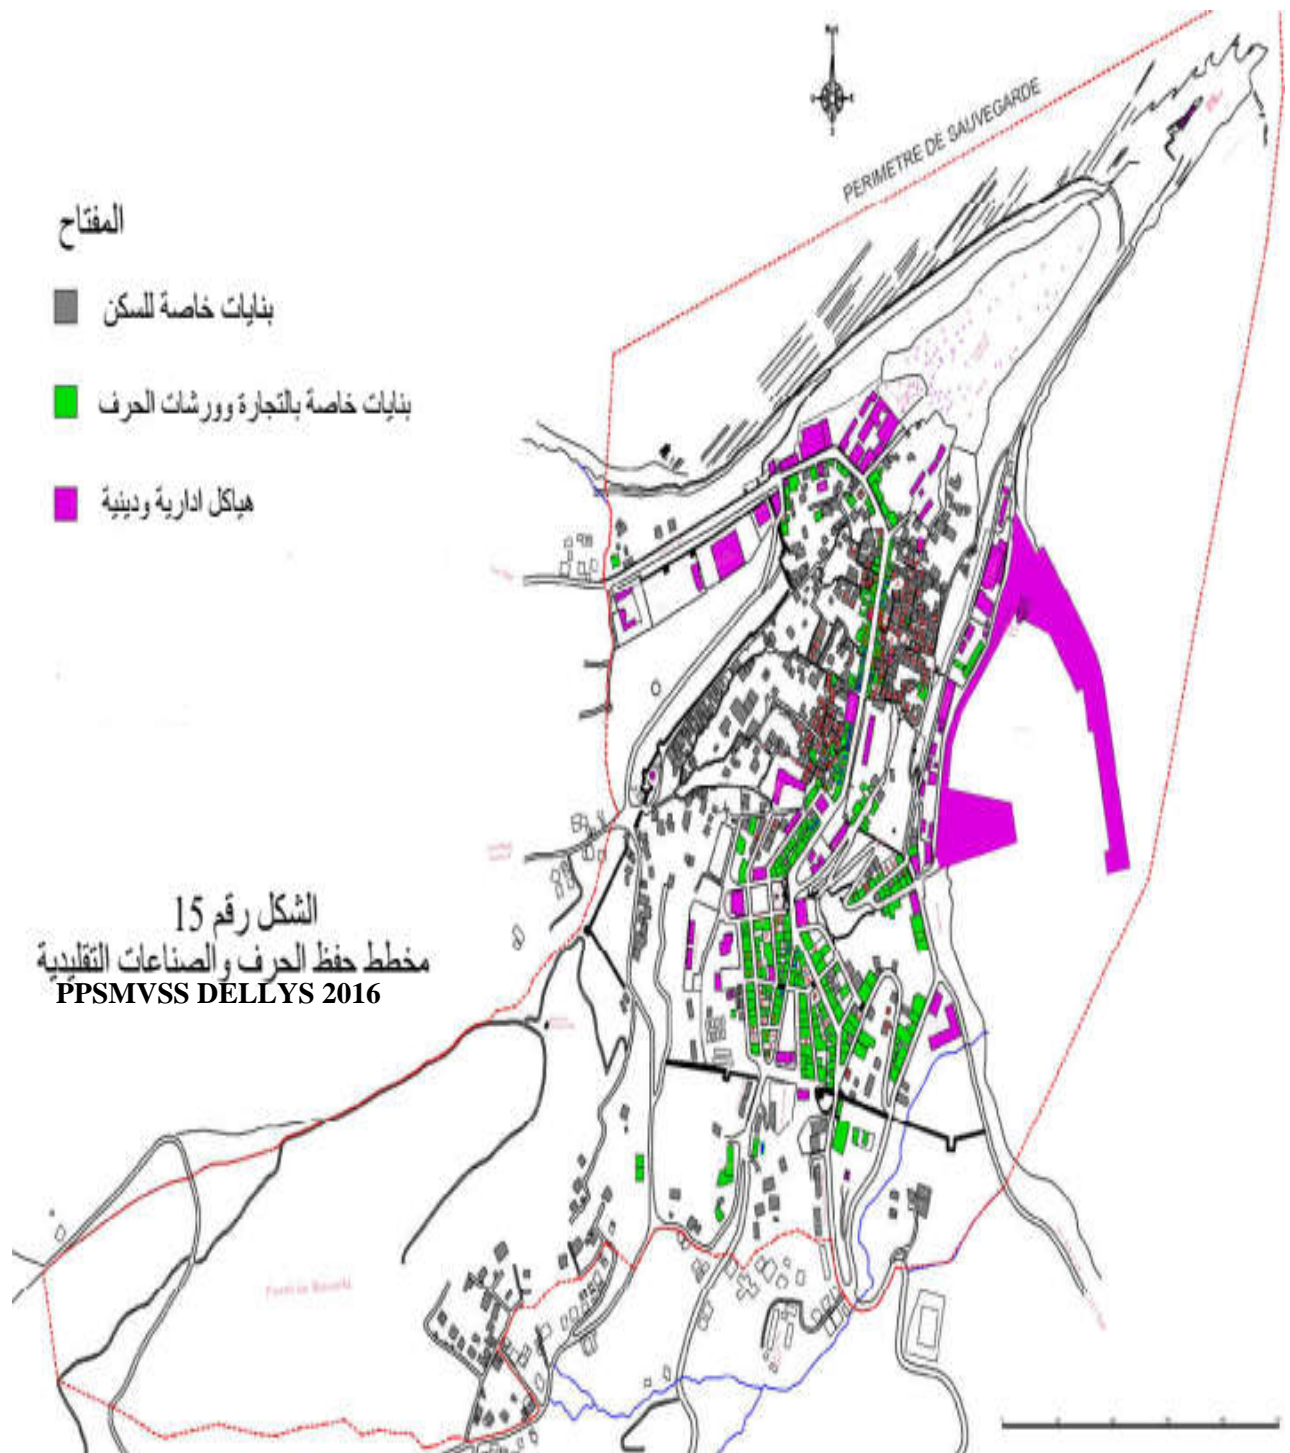 PERIMETRE DE SAUVEGARDE
المفتاح
بنايات خاصة للسكن
بنايات خاصة بالتجارة وورشات الحرف
هياكل ادارية ودينية
الشكل رقم 15
مخطط حفظ الحرف والصناعات التقليدية
PPSMVSS DELLYS 2016